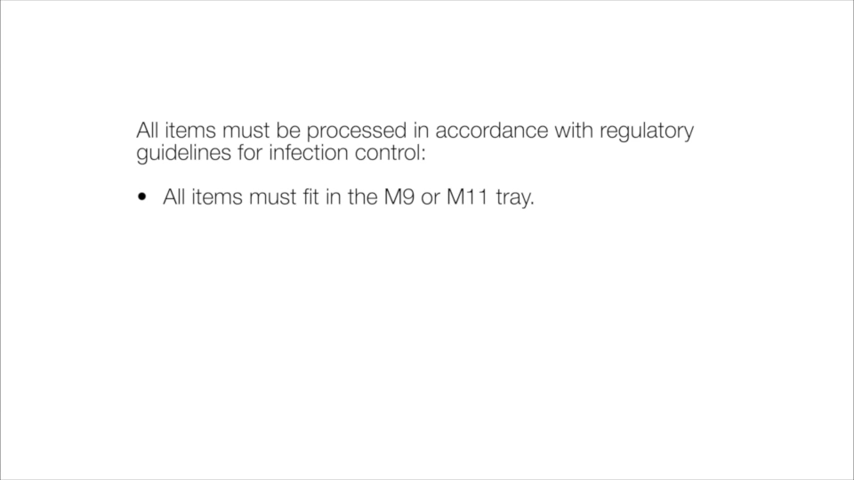 All items must be processed in accordance with regulatory
guidelines for infection control:
• All items must fit in the M9 or M11 tray.